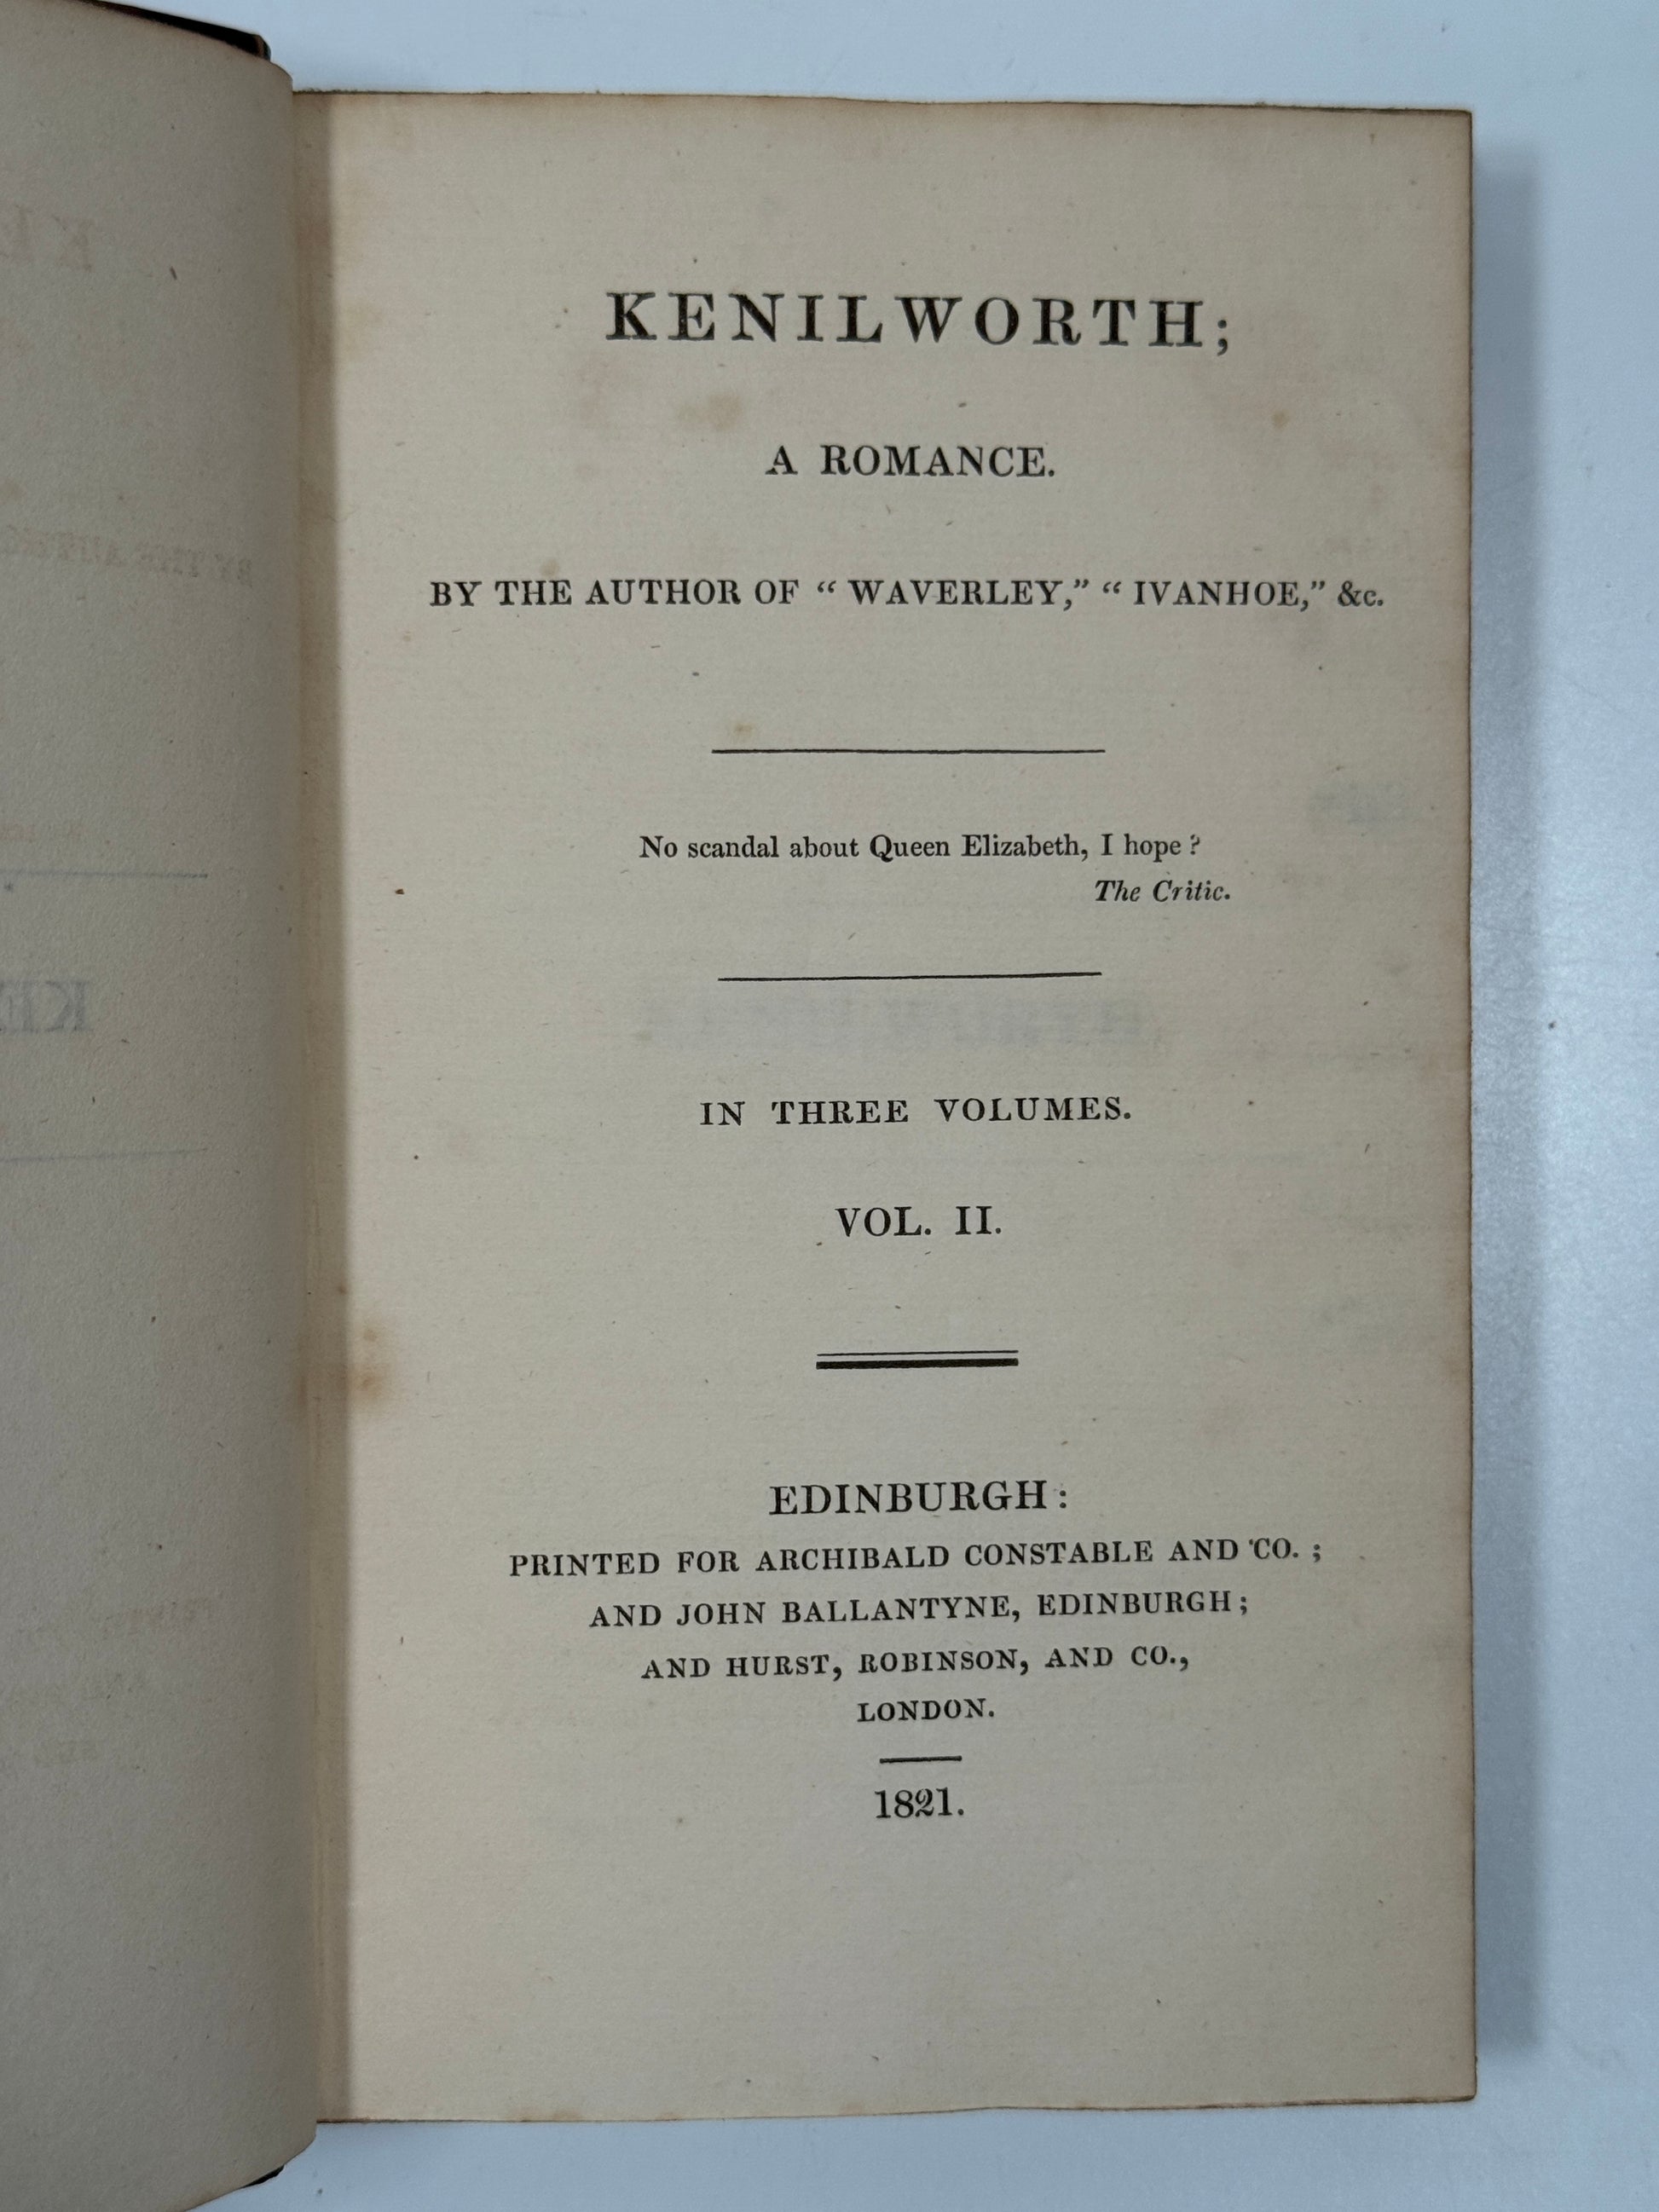 KENILWORTH;
A ROMANCE.
BY THE AUTHOR OF “ WAVERLEY,” “ IVANHOE,” &c.
No scandal about Queen Elizabeth, I hope ?
The Critic.
IN THREE VOLUMES.
VOL. II.
EDINBURGH:
PRINTED FOR ARCHIBALD CONSTABLE AND CO. ;
AND JOHN BALLANTYNE, EDINBURGH;
AND HURST, ROBINSON, AND CO.,
LONDON.
1821.